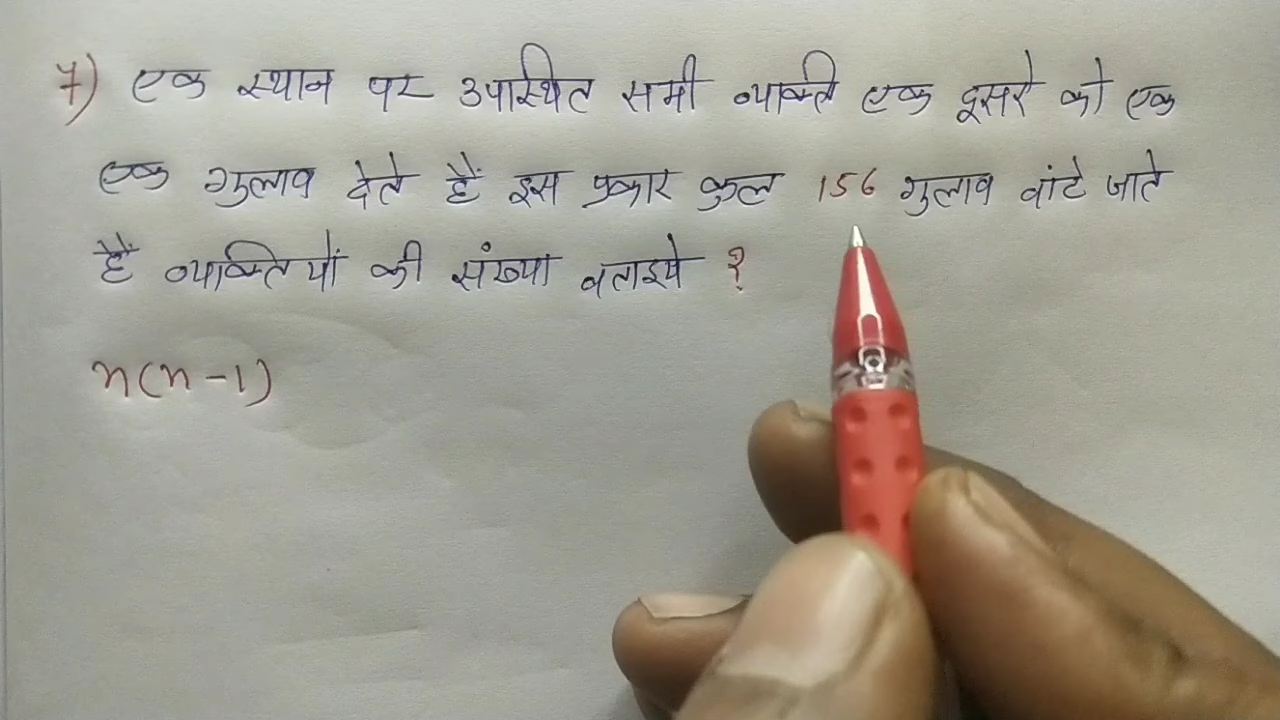 7) एक स्थान पर उपस्थित सभी व्यक्ति एक दूसरे को एक
एक गुलाब देते हैं इस प्रकार कुल 156 गुलाब बांटे जाते
हैं व्यक्तियों की संख्या बताइये ?
n(n-1)